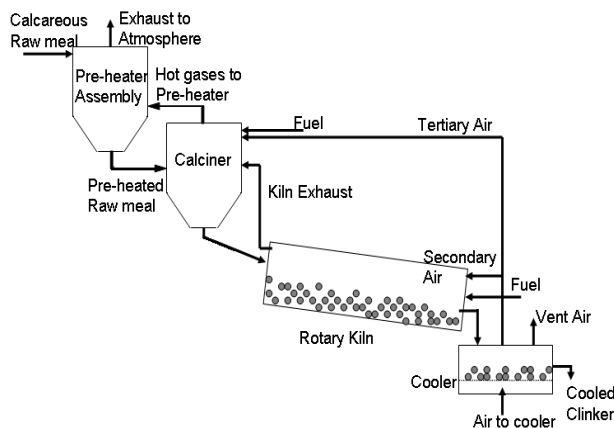 Calcareous
Raw meal
Exhaust to
Atmosphere
Pre-heater
Assembly
Hot gases to
Pre-heater
Fuel
Tertiary Air
Calciner
Pre-heated
Raw meal
Kiln Exhaust
Secondary
Air
Fuel
Rotary Kiln
Vent Air
Cooler
Cooled
Clinker
Air to cooler